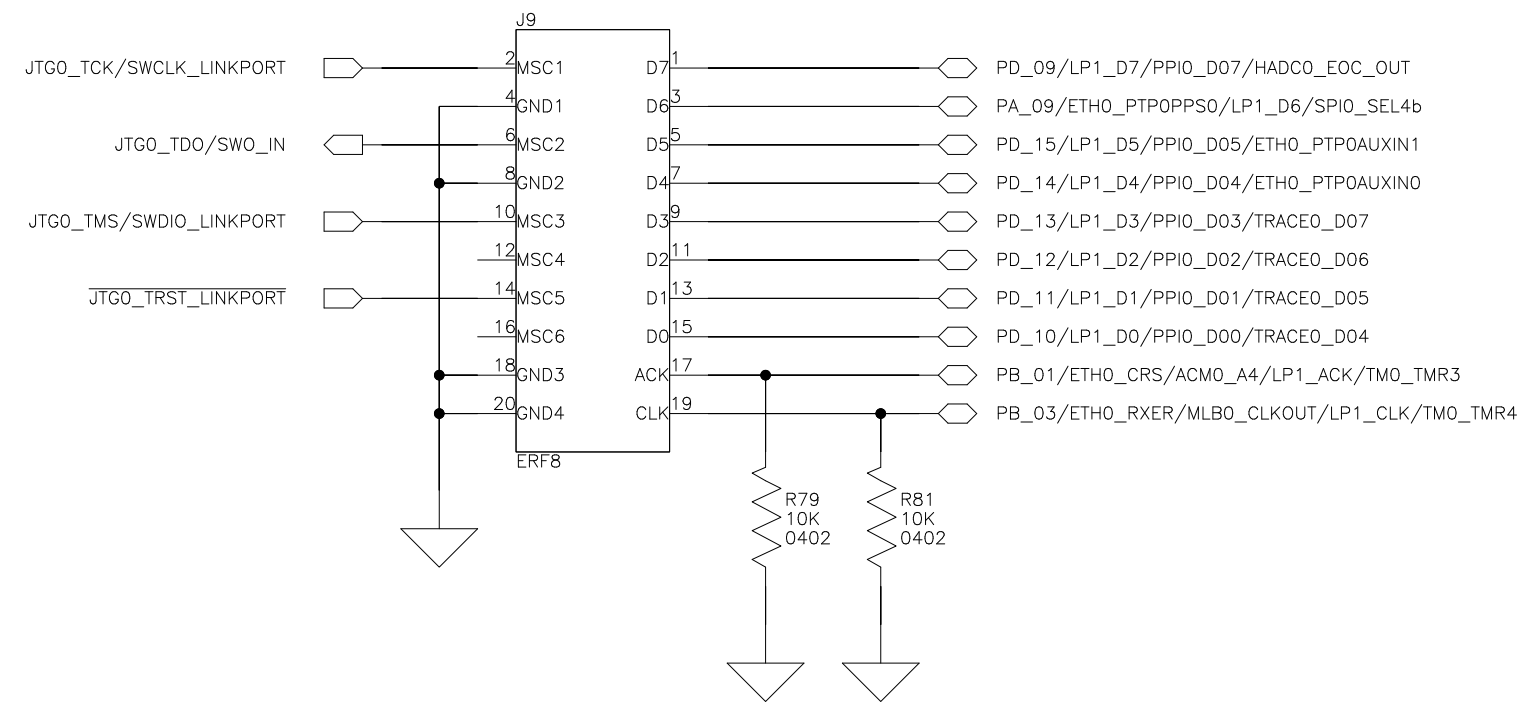 J9
JTG0_TCK/SWCLK_LINKPORT 2 MSC1 D7 1 PD_09/LP1_D7/PPI0_D07/HADC0_EOC_OUT
4 GND1 D6 3 PA_09/ETH0_PTP0PPS0/LP1_D6/SPI0_SEL4b
JTG0_TDO/SWO_IN 6 MSC2 D5 5 PD_15/LP1_D5/PPI0_D05/ETH0_PTP0AUXIN1
8 GND2 D4 7 PD_14/LP1_D4/PPI0_D04/ETH0_PTP0AUXIN0
JTG0_TMS/SWDIO_LINKPORT 10 MSC3 D3 9 PD_13/LP1_D3/PPI0_D03/TRACE0_D07
12 MSC4 D2 11 PD_12/LP1_D2/PPI0_D02/TRACE0_D06
JTG0_TRST_LINKPORT 14 MSC5 D1 13 PD_11/LP1_D1/PPI0_D01/TRACE0_D05
16 MSC6 D0 15 PD_10/LP1_D0/PPI0_D00/TRACE0_D04
18 GND3 ACK 17 PB_01/ETH0_CRS/ACM0_A4/LP1_ACK/TM0_TMR3
20 GND4 CLK 19 PB_03/ETH0_RXER/MLB0_CLKOUT/LP1_CLK/TM0_TMR4
ERF8
R79 R81
10K 10K
0402 0402